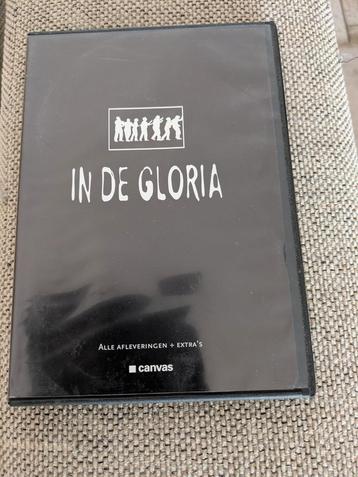 IN DE GLORIA
ALLE AFLEVERINGEN + EXTRA'S
canvas